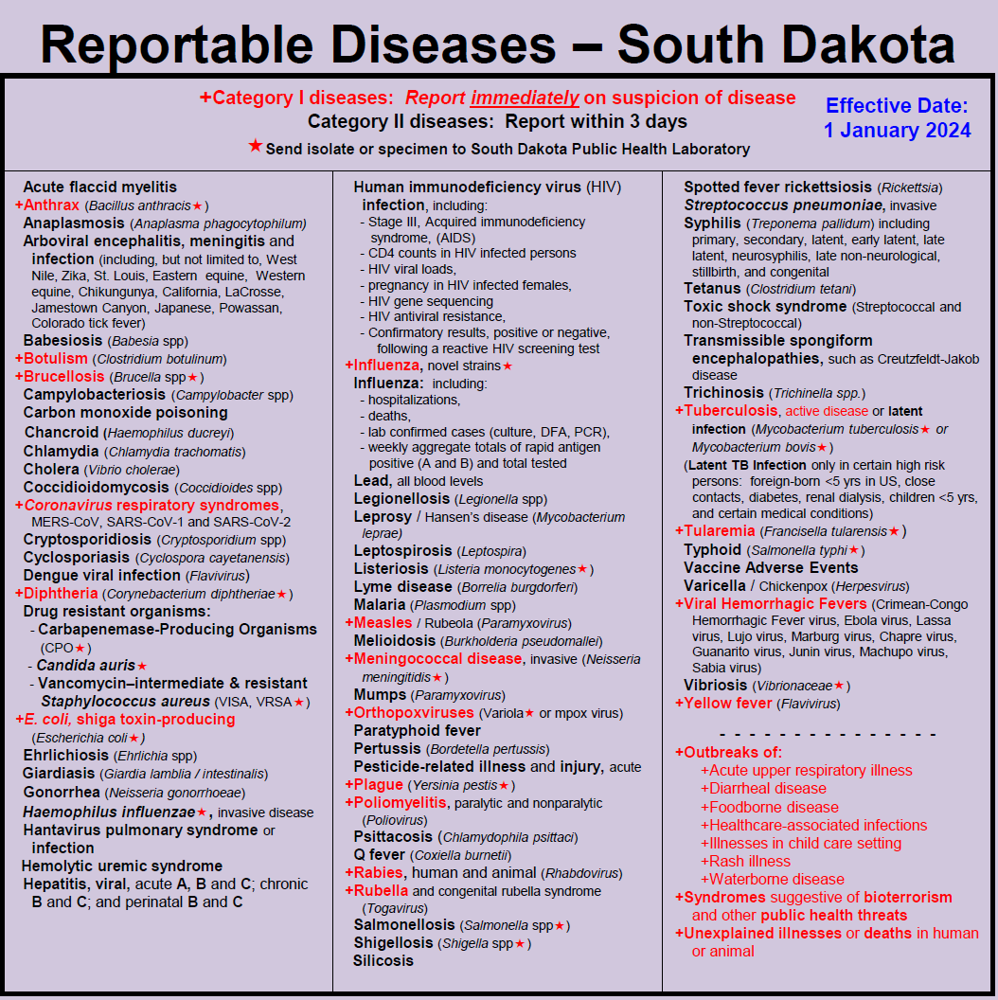 Reportable Diseases – South Dakota
+Category I diseases: Report immediately on suspicion of disease
Category II diseases: Report within 3 days
★Send isolate or specimen to South Dakota Public Health Laboratory
Effective Date:
1 January 2024
Acute flaccid myelitis
+Anthrax (Bacillus anthracis★)
Anaplasmosis (Anaplasma phagocytophilum)
Arboviral encephalitis, meningitis and
infection (including, but not limited to, West
Nile, Zika, St. Louis, Eastern equine, Western
equine, Chikungunya, California, LaCrosse,
Jamestown Canyon, Japanese, Powassan,
Colorado tick fever)
Babesiosis (Babesia spp)
+Botulism (Clostridium botulinum)
+Brucellosis (Brucella spp★)
Campylobacteriosis (Campylobacter spp)
Carbon monoxide poisoning
Chancroid (Haemophilus ducreyi)
Chlamydia (Chlamydia trachomatis)
Cholera (Vibrio cholerae)
Coccidioidomycosis (Coccidioides spp)
+Coronavirus respiratory syndromes,
MERS-CoV, SARS-CoV-1 and SARS-CoV-2
Cryptosporidiosis (Cryptosporidium spp)
Cyclosporiasis (Cyclospora cayetanensis)
Dengue viral infection (Flavivirus)
+Diphtheria (Corynebacterium diphtheriae★)
Drug resistant organisms:
- Carbapenemase-Producing Organisms
(CPO★)
- Candida auris★
- Vancomycin–intermediate & resistant
Staphylococcus aureus (VISA, VRSA★)
+E. coli, shiga toxin-producing
(Escherichia coli★)
Ehrlichiosis (Ehrlichia spp)
Giardiasis (Giardia lamblia / intestinalis)
Gonorrhea (Neisseria gonorrhoeae)
Haemophilus influenzae★, invasive disease
Hantavirus pulmonary syndrome or
infection
Hemolytic uremic syndrome
Hepatitis, viral, acute A, B and C; chronic
B and C; and perinatal B and C
Human immunodeficiency virus (HIV)
infection, including:
- Stage III, Acquired immunodeficiency
syndrome, (AIDS)
- CD4 counts in HIV infected persons
- HIV viral loads,
- pregnancy in HIV infected females,
- HIV gene sequencing
- HIV antiviral resistance,
- Confirmatory results, positive or negative,
following a reactive HIV screening test
+Influenza, novel strains★
Influenza: including:
- hospitalizations,
- deaths,
- lab confirmed cases (culture, DFA, PCR),
- weekly aggregate totals of rapid antigen
positive (A and B) and total tested
Lead, all blood levels
Legionellosis (Legionella spp)
Leprosy / Hansen's disease (Mycobacterium
leprae)
Leptospirosis (Leptospira)
Listeriosis (Listeria monocytogenes★)
Lyme disease (Borrelia burgdorferi)
Malaria (Plasmodium spp)
+Measles / Rubeola (Paramyxovirus)
Melioidosis (Burkholderia pseudomallei)
+Meningococcal disease, invasive (Neisseria
meningitidis★)
Mumps (Paramyxovirus)
+Orthopoxviruses (Variola★ or mpox virus)
Paratyphoid fever
Pertussis (Bordetella pertussis)
Pesticide-related illness and injury, acute
+Plague (Yersinia pestis★)
+Poliomyelitis, paralytic and nonparalytic
(Poliovirus)
Psittacosis (Chlamydophila psittaci)
Q fever (Coxiella burnetii)
+Rabies, human and animal (Rhabdovirus)
+Rubella and congenital rubella syndrome
(Togavirus)
Salmonellosis (Salmonella spp★)
Shigellosis (Shigella spp★)
Silicosis
Spotted fever rickettsiosis (Rickettsia)
Streptococcus pneumoniae, invasive
Syphilis (Treponema pallidum) including
primary, secondary, latent, early latent, late
latent, neurosyphilis, late non-neurological,
stillbirth, and congenital
Tetanus (Clostridium tetani)
Toxic shock syndrome (Streptococcal and
non-Streptococcal)
Transmissible spongiform
encephalopathies, such as Creutzfeldt-Jakob
disease
Trichinosis (Trichinella spp.)
+Tuberculosis, active disease or latent
infection (Mycobacterium tuberculosis★ or
Mycobacterium bovis★)
(Latent TB Infection only in certain high risk
persons: foreign-born <5 yrs in US, close
contacts, diabetes, renal dialysis, children <5 yrs,
and certain medical conditions)
+Tularemia (Francisella tularensis★)
Typhoid (Salmonella typhi★)
Vaccine Adverse Events
Varicella / Chickenpox (Herpesvirus)
+Viral Hemorrhagic Fevers (Crimean-Congo
Hemorrhagic Fever virus, Ebola virus, Lassa
virus, Lujo virus, Marburg virus, Chapre virus,
Guanarito virus, Junin virus, Machupo virus,
Sabia virus)
Vibriosis (Vibrionaceae★)
+Yellow fever (Flavivirus)
- - - - - - - - - - - - - - -
+Outbreaks of:
+Acute upper respiratory illness
+Diarrheal disease
+Foodborne disease
+Healthcare-associated infections
+Illnesses in child care setting
+Rash illness
+Waterborne disease
+Syndromes suggestive of bioterrorism
and other public health threats
+Unexplained illnesses or deaths in human
or animal